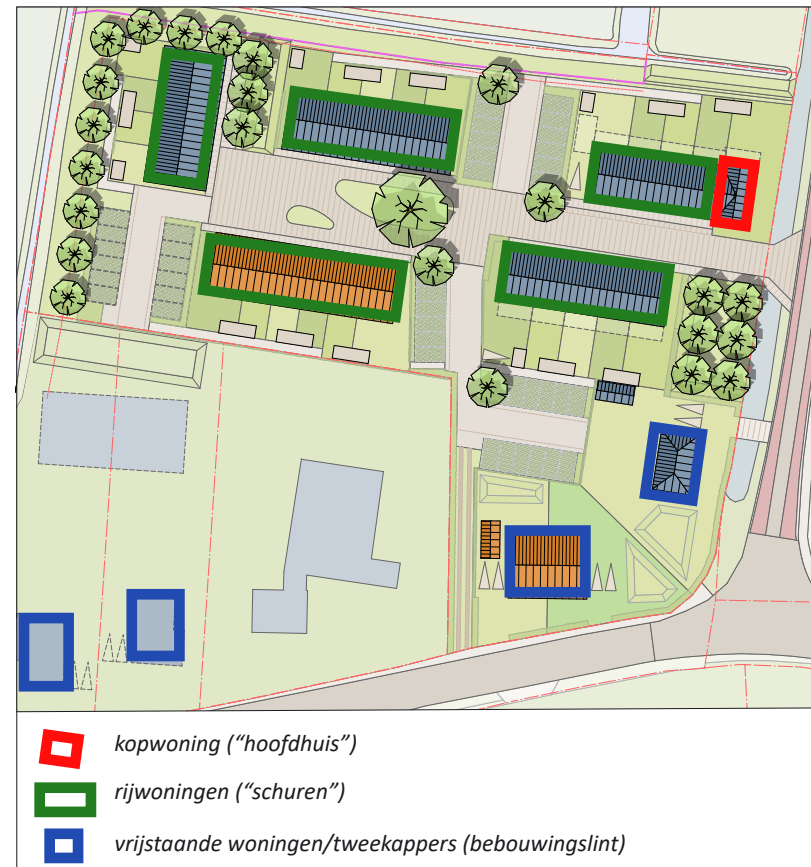 kopwoning (“hoofdhuis”)
rijwoningen (“schuren”)
vrijstaande woningen/tweekappers (bebouwingslint)